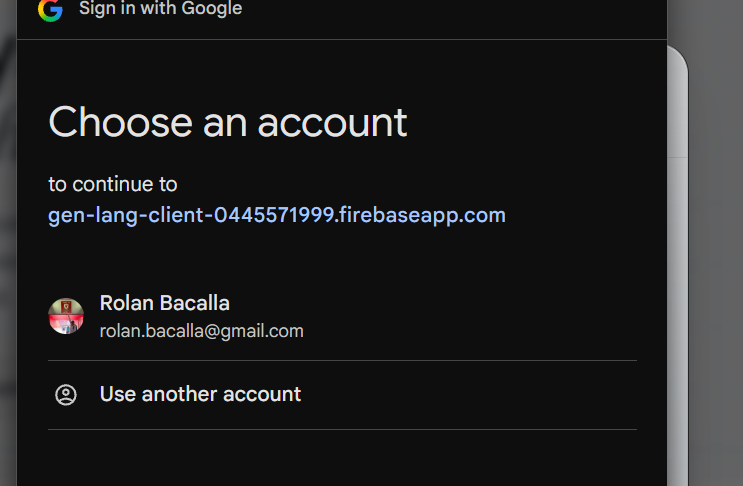 Sign in with Google
Choose an account
to continue to
gen-lang-client-0445571999.firebaseapp.com
Rolan Bacalla
rolan.bacalla@gmail.com
Use another account